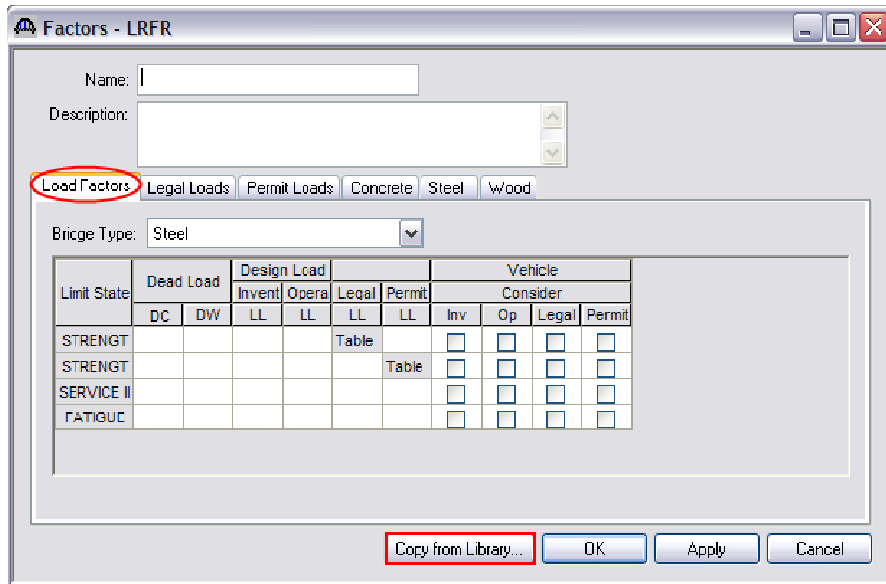 Factors - LRFR
Name:
Description:
Load Factors Legal Loads Permit Loads Concrete Steel Wood
Bridge Type: Steel
Limit State Dead Load Design Load Vehicle
Invent Opera Legal Permit Consider
DC DW LL LL LL LL Inv Op Legal Permit
STRENGT Table
STRENGT Table
SERVICE II
FATIGUE
Copy from Library... OK Apply Cancel